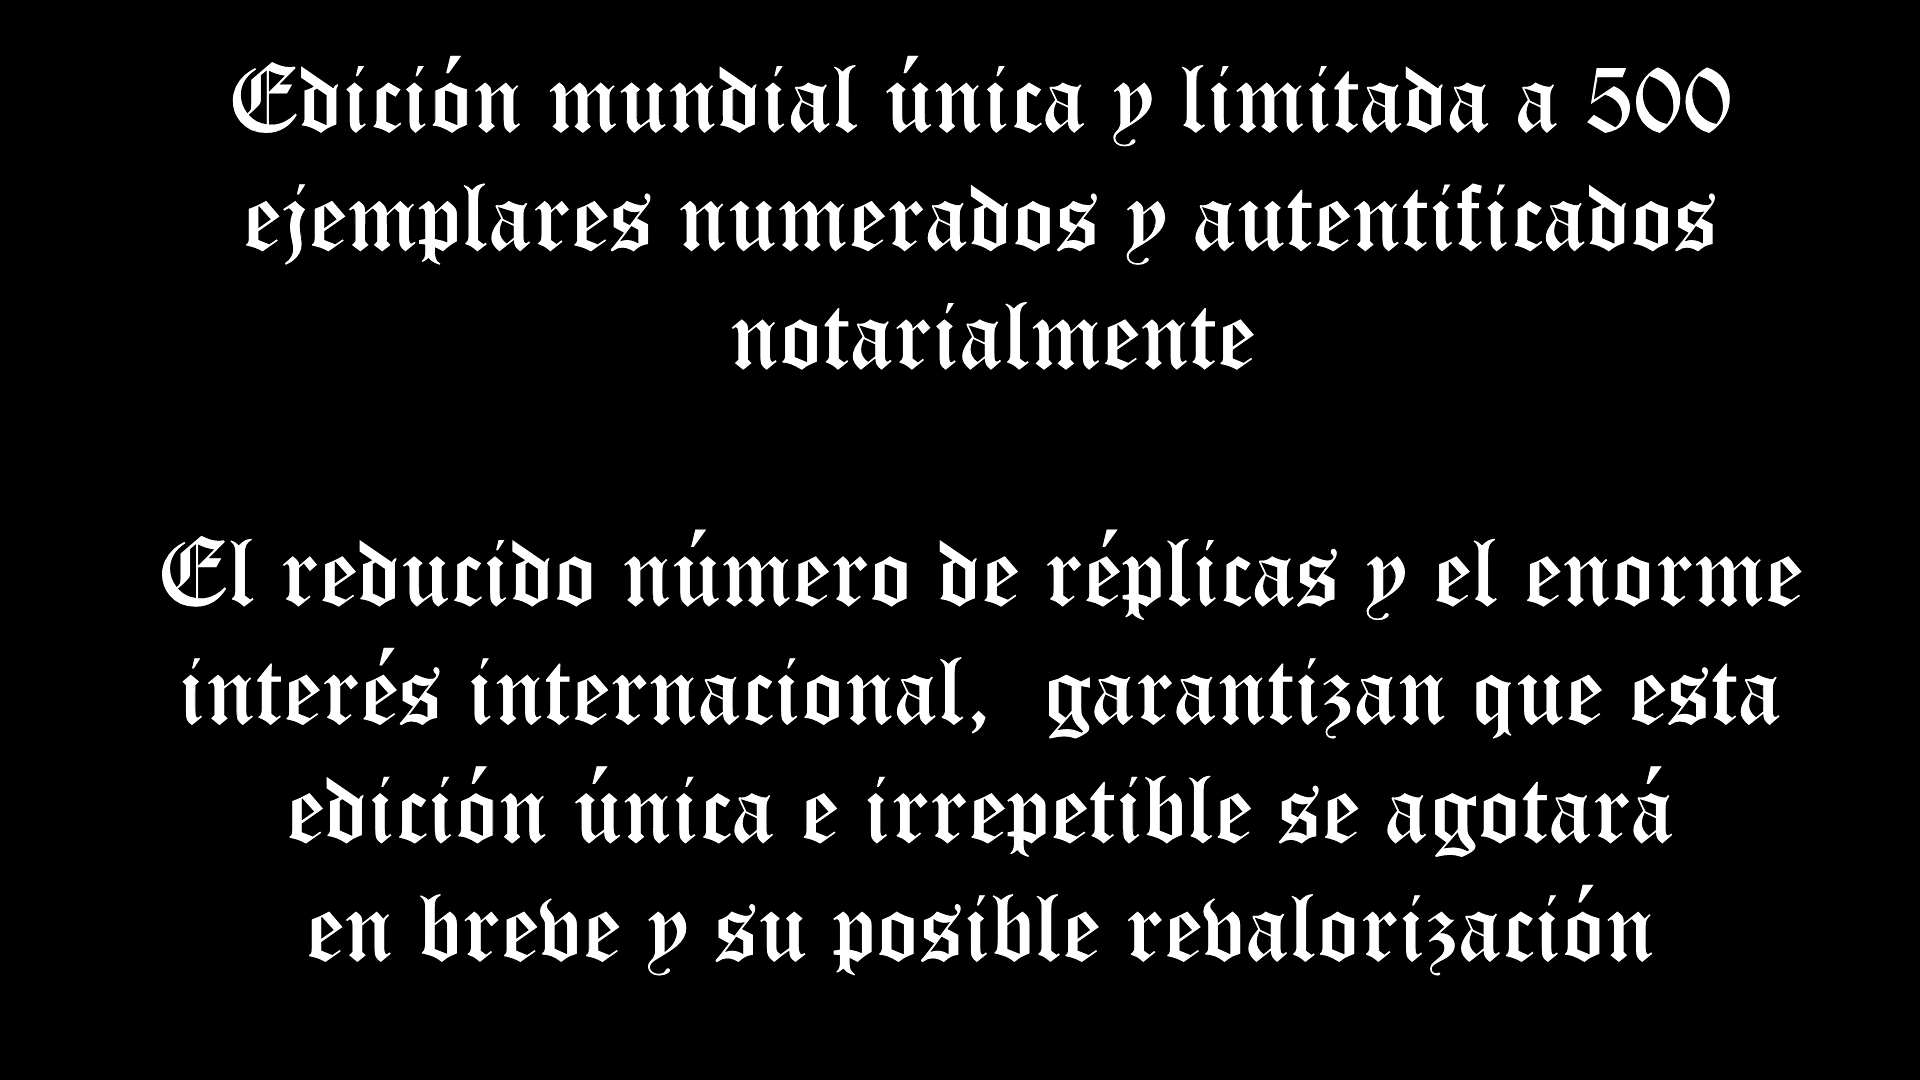 Edición mundial única y limitada a 500
ejemplares numerados y autentificados
notarialmente
El reducido número de réplicas y el enorme
interés internacional,  garantizan que esta
edición única e irrepetible se agotará
en breve y su posible revalorización